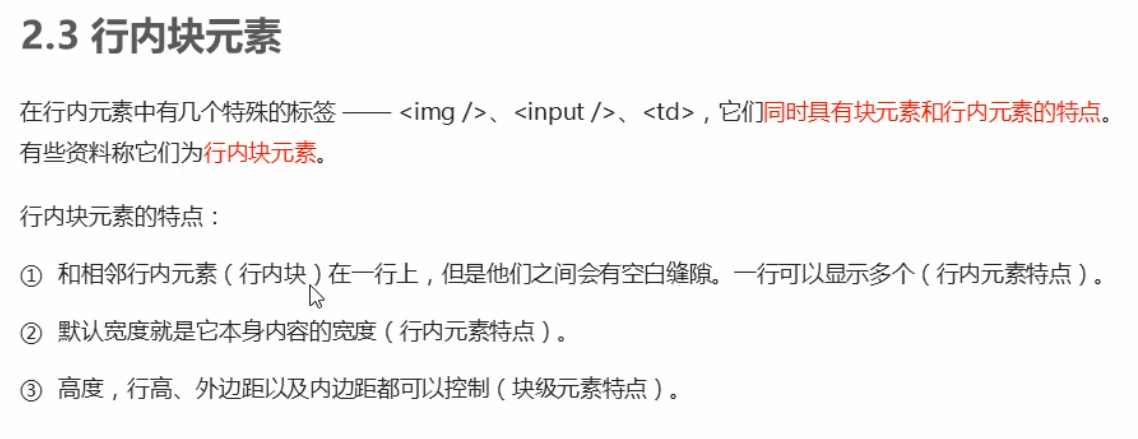 2.3 行内块元素
在行内元素中有几个特殊的标签 —— <img />、<input />、<td>，它们同时具有块元素和行内元素的特点。
有些资料称它们为行内块元素。
行内块元素的特点：
① 和相邻行内元素（行内块）在一行上，但是他们之间会有空白缝隙。一行可以显示多个（行内元素特点）。
② 默认宽度就是它本身内容的宽度（行内元素特点）。
③ 高度，行高、外边距以及内边距都可以控制（块级元素特点）。